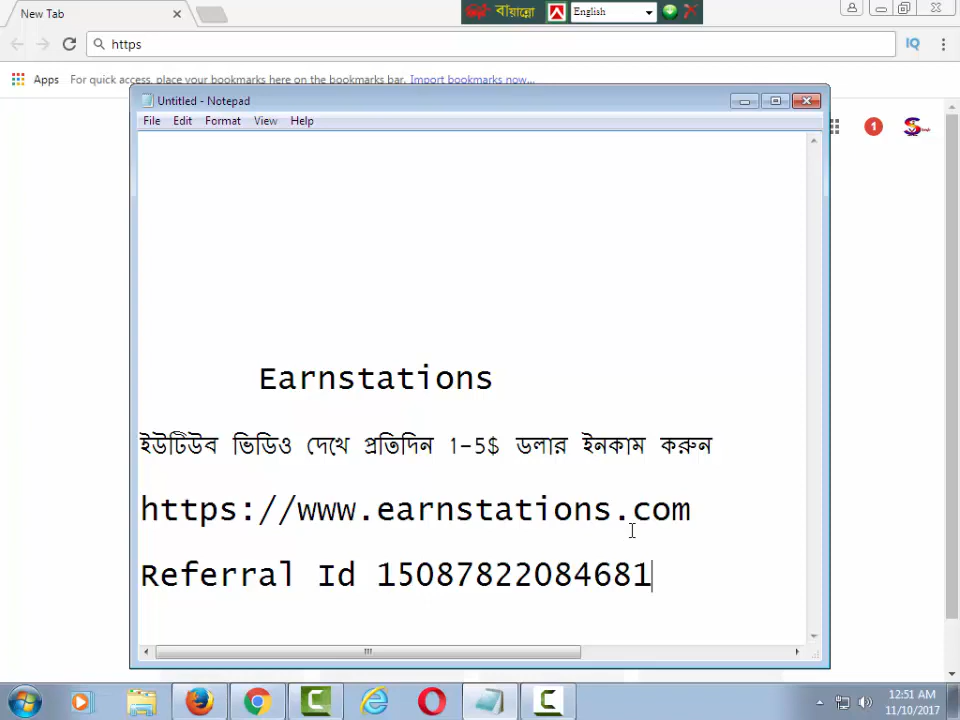 New Tab
বায়ান্নো English
https
Apps For quick access, place your bookmarks here on the bookmarks bar. Import bookmarks now...
Untitled - Notepad
File Edit Format View Help
1
Earnstations
ইউটিউব ভিডিও দেখে প্রতিদিন 1-5$ ডলার ইনকাম করুন
https://www.earnstations.com
Referral Id 15087822084681
12:51 AM
11/10/2017